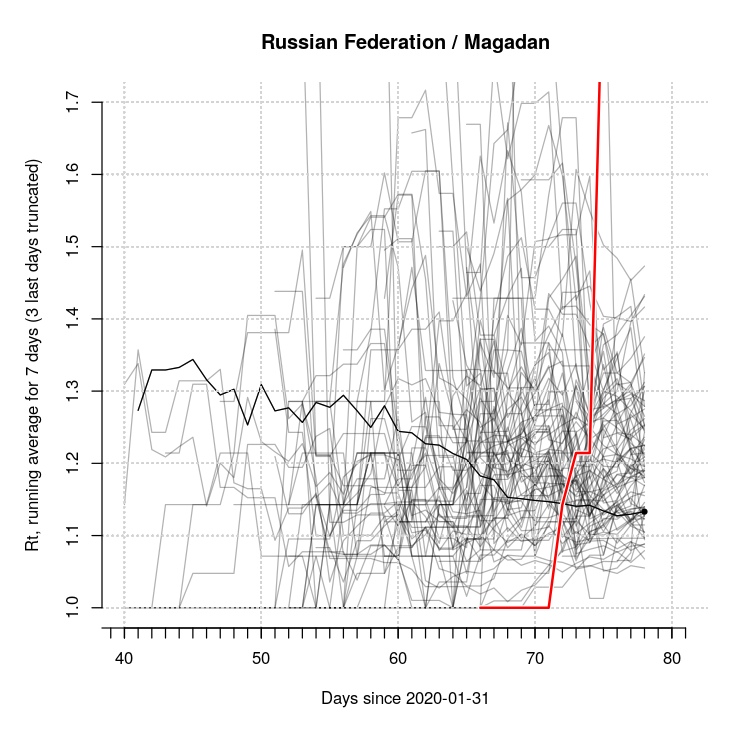 Russian Federation / Magadan
Rt, running average for 7 days (3 last days truncated)
1.7
1.6
1.5
1.4
1.3
1.2
1.1
1.0
40 50 60 70 80
Days since 2020-01-31